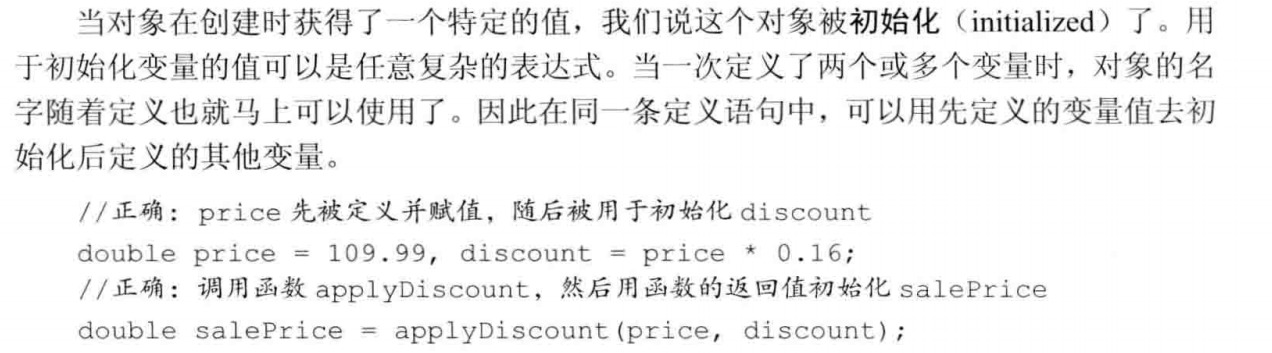 当对象在创建时获得了一个特定的值，我们说这个对象被初始化（initialized）了。用
于初始化变量的值可以是任意复杂的表达式。当一次定义了两个或多个变量时，对象的名
字随着定义也就马上可以使用了。因此在同一条定义语句中，可以用先定义的变量值去初
始化后定义的其他变量。
//正确：price 先被定义并赋值，随后被用于初始化 discount
double price = 109.99, discount = price * 0.16;
//正确：调用函数 applyDiscount，然后用函数的返回值初始化 salePrice
double salePrice = applyDiscount(price, discount);